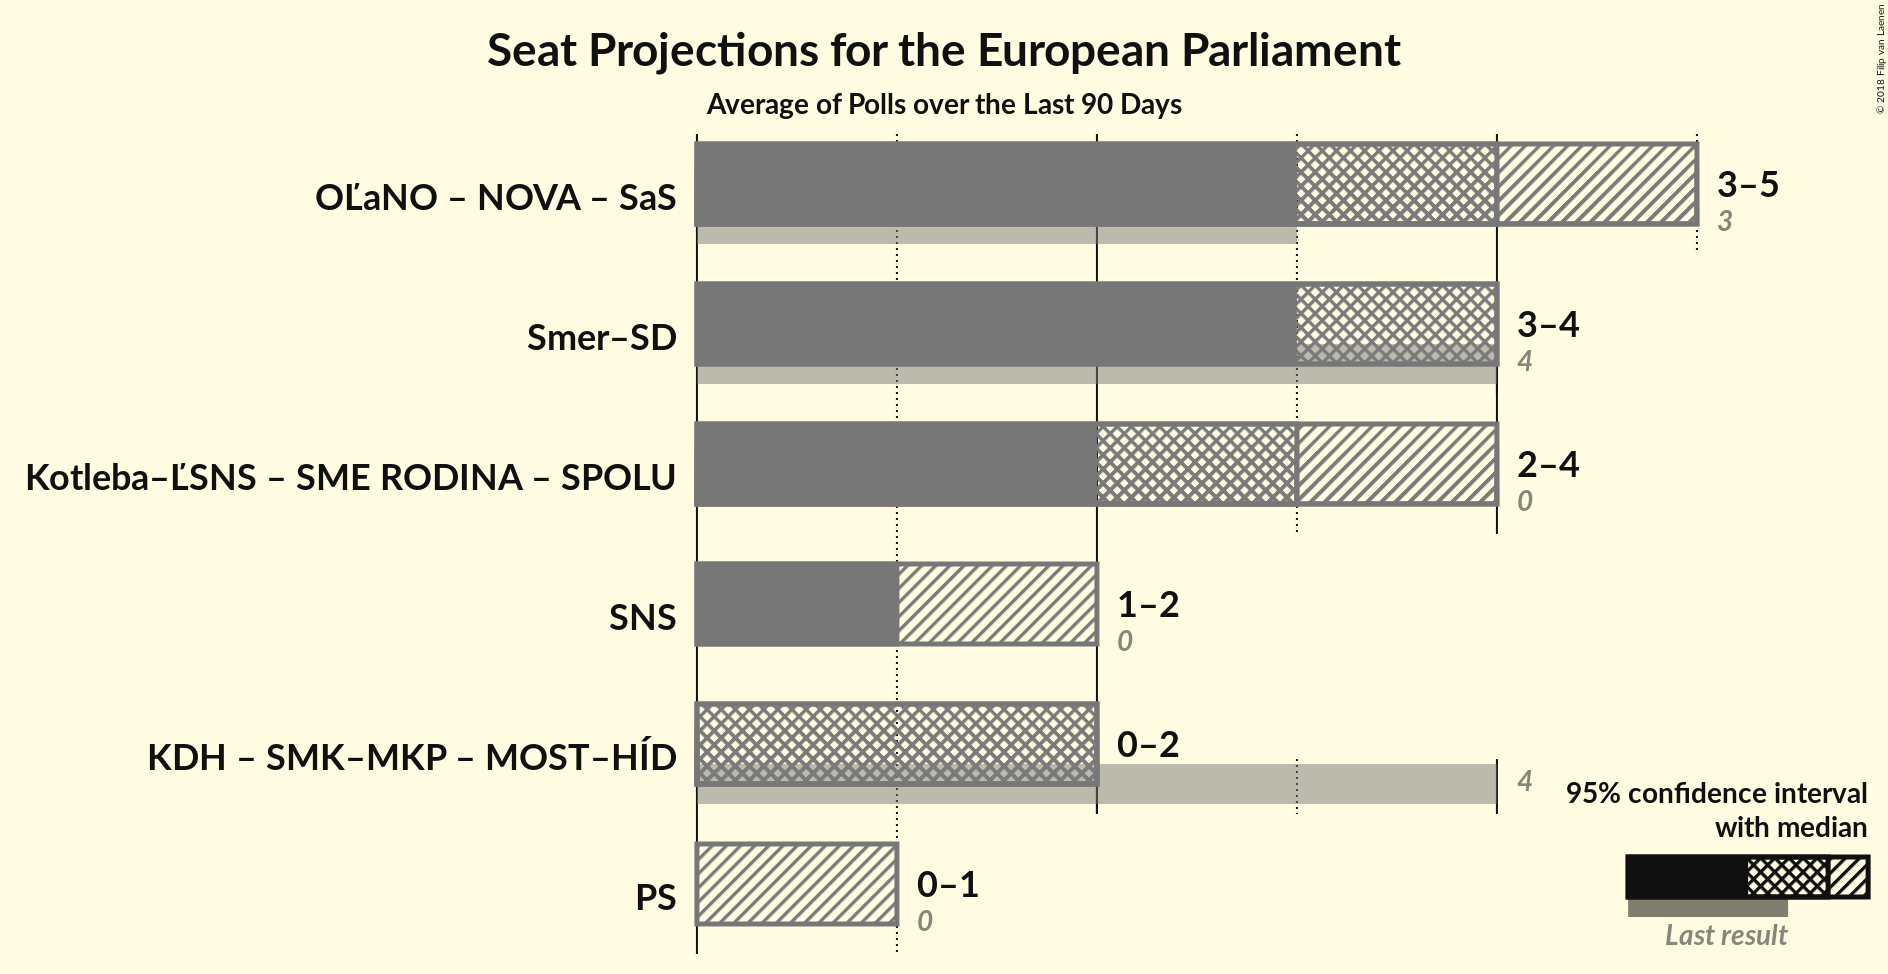 Seat Projections for the European Parliament
Average of Polls over the Last 90 Days
© 2018 Filip van Laenen
OĽaNO – NOVA – SaS
3–5
3
Smer–SD
3–4
4
Kotleba–ĽSNS – SME RODINA – SPOLU
2–4
0
SNS
1–2
0
KDH – SMK–MKP – MOST–HÍD
0–2
4
PS
0–1
0
95% confidence interval
with median
Last result